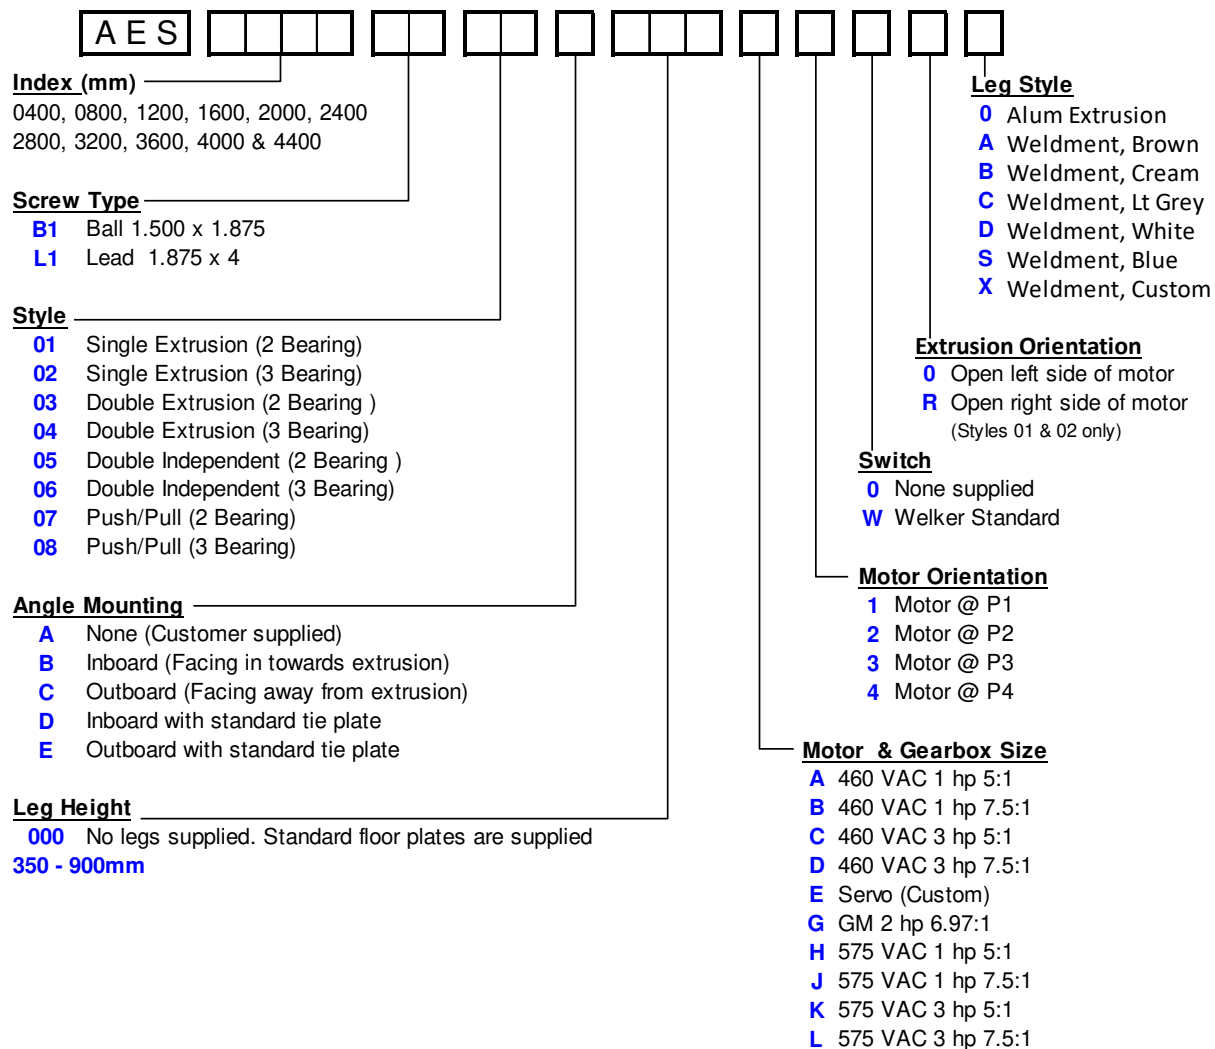 AES
Index (mm)
0400, 0800, 1200, 1600, 2000, 2400
2800, 3200, 3600, 4000 & 4400
Screw Type
B1 Ball 1.500 x 1.875
L1 Lead 1.875 x 4
Style
01 Single Extrusion (2 Bearing)
02 Single Extrusion (3 Bearing)
03 Double Extrusion (2 Bearing )
04 Double Extrusion (3 Bearing)
05 Double Independent (2 Bearing )
06 Double Independent (3 Bearing)
07 Push/Pull (2 Bearing)
08 Push/Pull (3 Bearing)
Angle Mounting
A None (Customer supplied)
B Inboard (Facing in towards extrusion)
C Outboard (Facing away from extrusion)
D Inboard with standard tie plate
E Outboard with standard tie plate
Leg Height
000 No legs supplied. Standard floor plates are supplied
350 - 900mm
Leg Style
0 Alum Extrusion
A Weldment, Brown
B Weldment, Cream
C Weldment, Lt Grey
D Weldment, White
S Weldment, Blue
X Weldment, Custom
Extrusion Orientation
0 Open left side of motor
R Open right side of motor
(Styles 01 & 02 only)
Switch
0 None supplied
W Welker Standard
Motor Orientation
1 Motor @ P1
2 Motor @ P2
3 Motor @ P3
4 Motor @ P4
Motor & Gearbox Size
A 460 VAC 1 hp 5:1
B 460 VAC 1 hp 7.5:1
C 460 VAC 3 hp 5:1
D 460 VAC 3 hp 7.5:1
E Servo (Custom)
G GM 2 hp 6.97:1
H 575 VAC 1 hp 5:1
J 575 VAC 1 hp 7.5:1
K 575 VAC 3 hp 5:1
L 575 VAC 3 hp 7.5:1